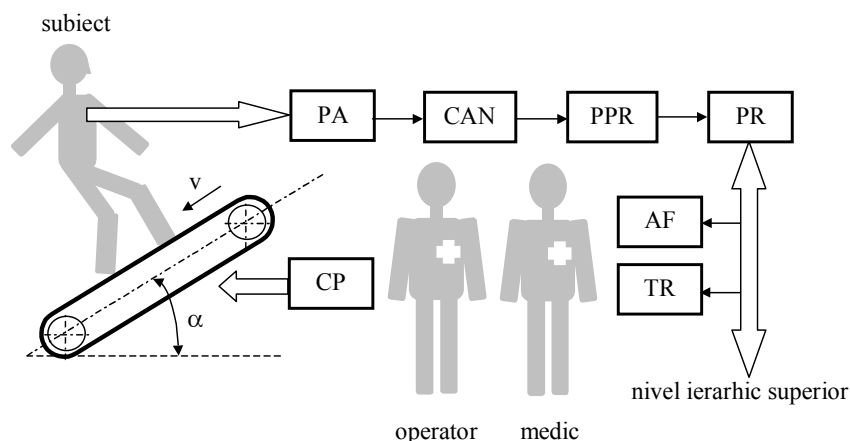 subiect
PA
CAN
PPR
PR
v
AF
TR
CP
α
nivel ierarhic superior
operator
medic